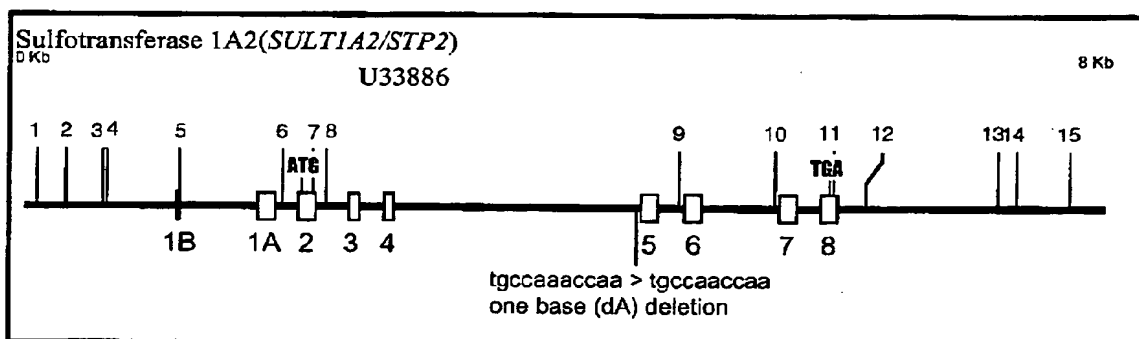 Sulfotransferase 1A2(SULT1A2/STP2)
0 Kb
U33886
8 Kb
1 2 3 4 5 6 7 8 9 10 11 12 13 14 15
ATG TGA
1B 1A 2 3 4 5 6 7 8
tgccaaaccaa > tgccaaccaa
one base (dA) deletion